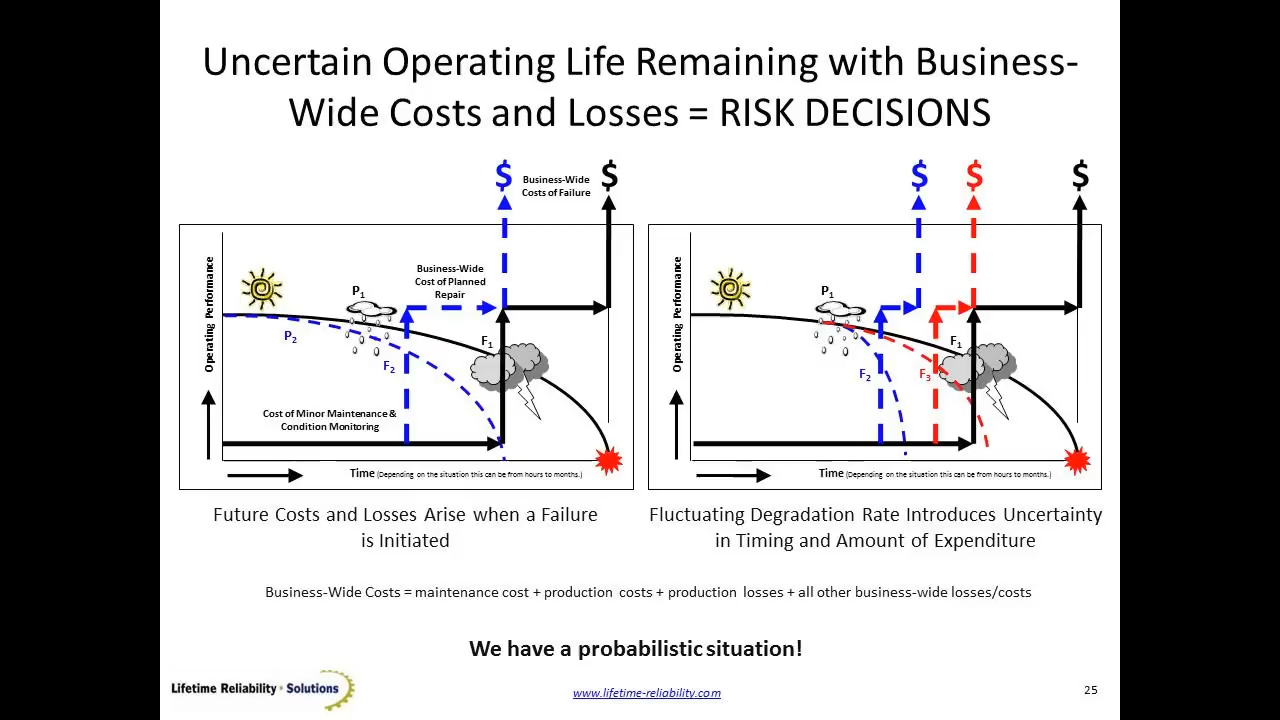 Uncertain Operating Life Remaining with Business-
Wide Costs and Losses = RISK DECISIONS
$
Business-Wide
Costs of Failure
$
Operating Performance
P1
Business-Wide
Cost of Planned
Repair
P2
F2
F1
Cost of Minor Maintenance &
Condition Monitoring
Time (Depending on the situation this can be from hours to months.)
$
$
$
Operating Performance
P1
F2
F3
F1
Time (Depending on the situation this can be from hours to months.)
Future Costs and Losses Arise when a Failure
is Initiated
Fluctuating Degradation Rate Introduces Uncertainty
in Timing and Amount of Expenditure
Business-Wide Costs = maintenance cost + production costs + production losses + all other business-wide losses/costs
We have a probabilistic situation!
Lifetime Reliability • Solutions
www.lifetime-reliability.com
25